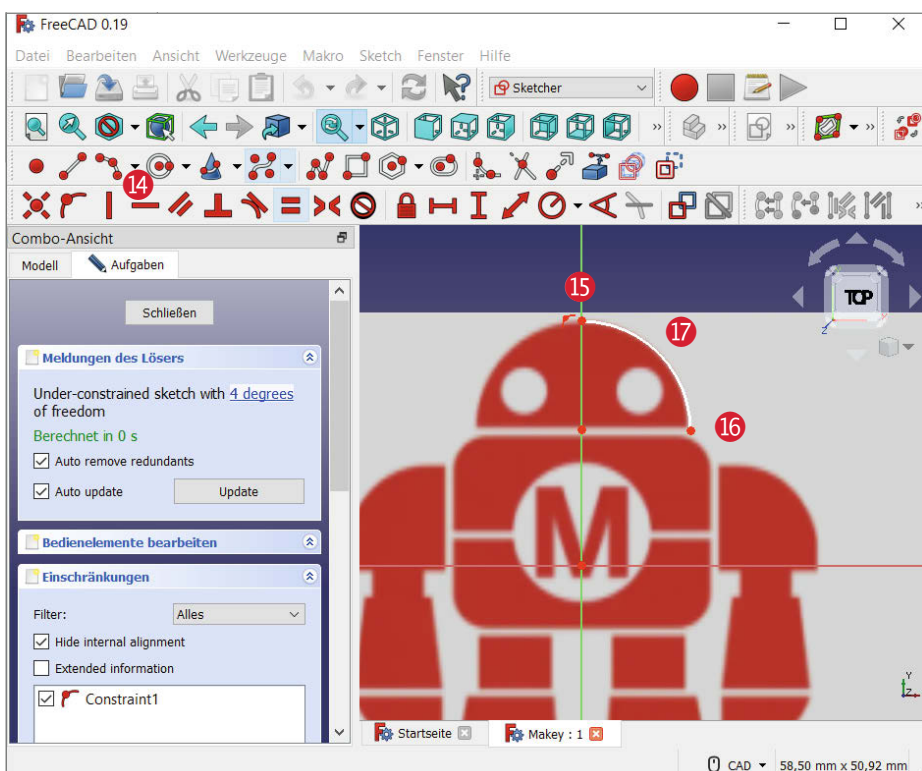 FreeCAD 0.19
Datei Bearbeiten Ansicht Werkzeuge Makro Sketch Fenster Hilfe
Sketcher
14
Combo-Ansicht
Modell Aufgaben
Schließen
Meldungen des Lösers
Under-constrained sketch with 4 degrees
of freedom
Berechnet in 0 s
Auto remove redundants
Auto update Update
Bedienelemente bearbeiten
Einschränkungen
Filter: Alles
Hide internal alignment
Extended information
Constraint1
15
TOP
Z
17
16
M
Y
Z
Startseite
Makey : 1
CAD 58,50 mm x 50,92 mm